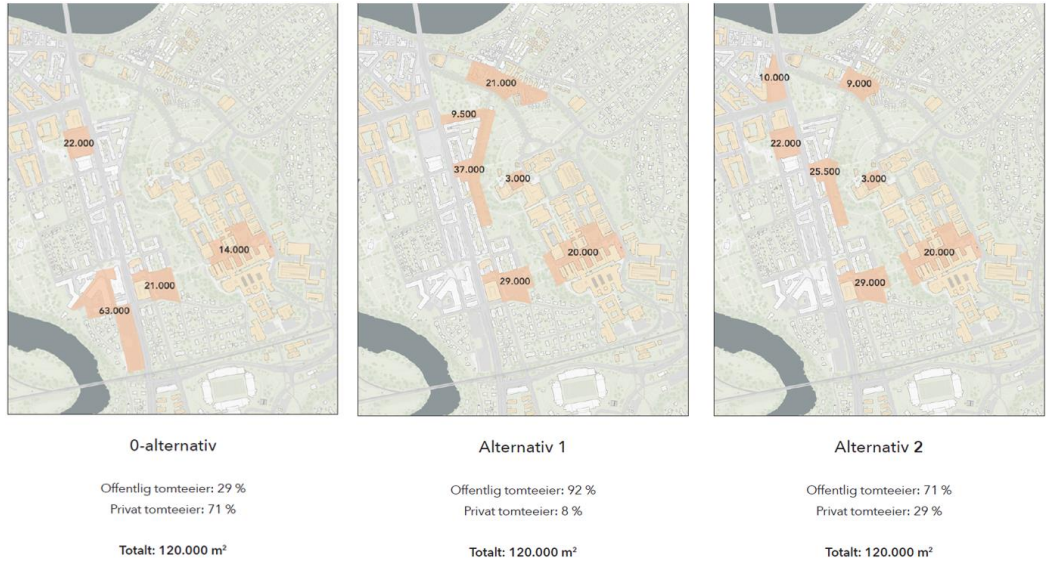 22.000
14.000
21.000
63.000
0-alternativ
Offentlig tomteeier: 29 %
Privat tomteeier: 71 %
Totalt: 120.000 m²
21.000
9.500
37.000
3.000
20.000
29.000
Alternativ 1
Offentlig tomteeier: 92 %
Privat tomteeier: 8 %
Totalt: 120.000 m²
10.000
9.000
22.000
25.500
3.000
20.000
29.000
Alternativ 2
Offentlig tomteeier: 71 %
Privat tomteeier: 29 %
Totalt: 120.000 m²